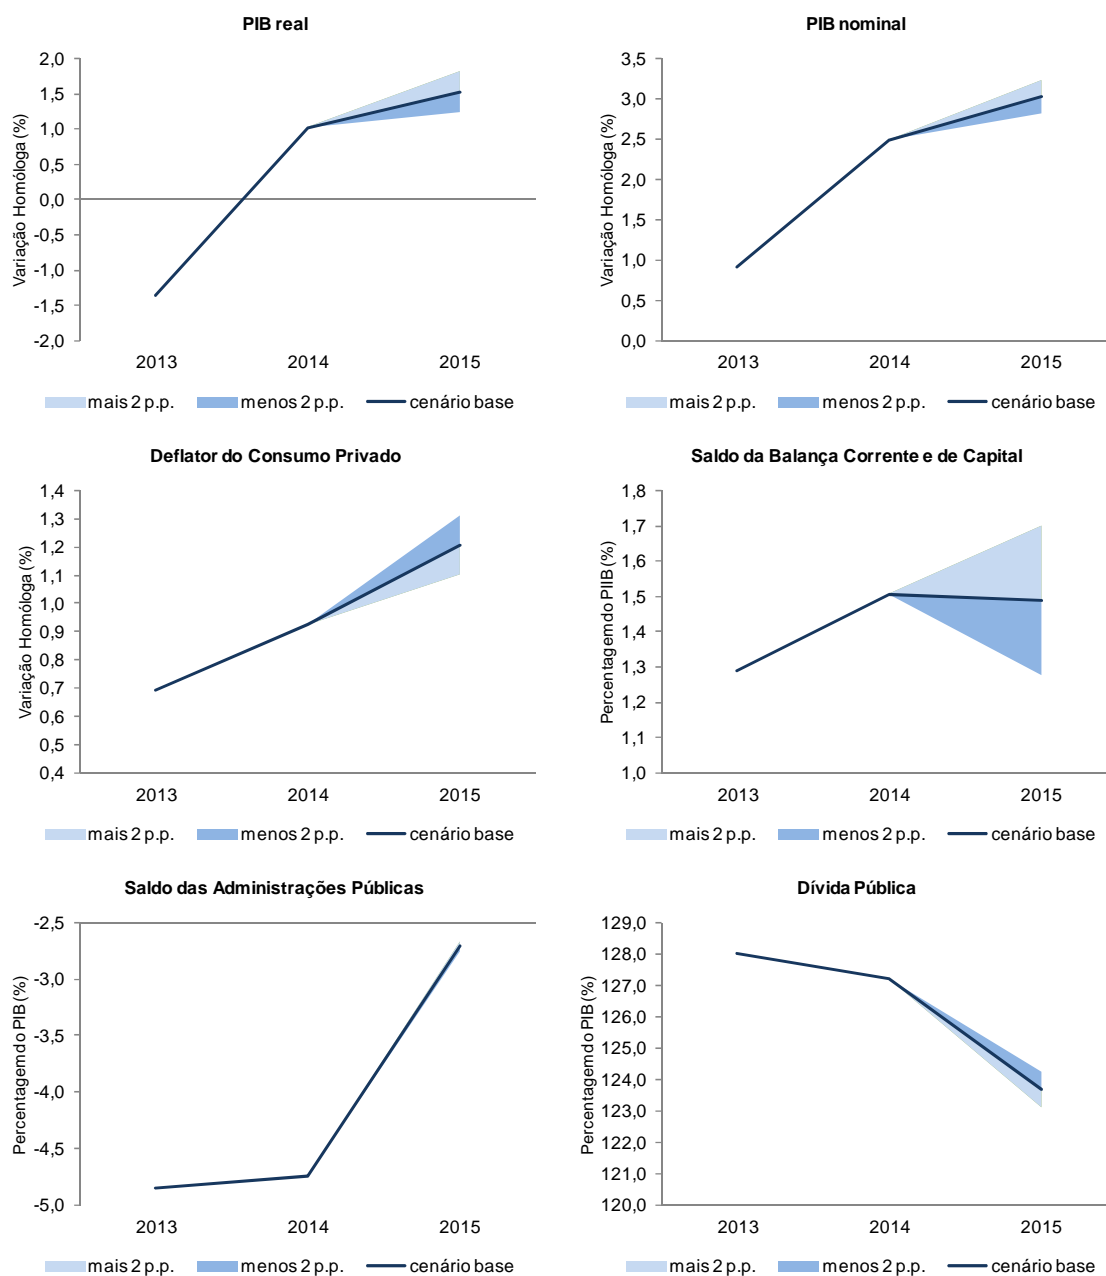 PIB real
Variação Homóloga (%)
2,0
1,5
1,0
0,5
0,0
-0,5
-1,0
-1,5
-2,0
2013 2014 2015
mais 2 p.p. menos 2 p.p. cenário base
PIB nominal
Variação Homóloga (%)
3,5
3,0
2,5
2,0
1,5
1,0
0,5
0,0
2013 2014 2015
mais 2 p.p. menos 2 p.p. cenário base
Deflator do Consumo Privado
Variação Homóloga (%)
1,4
1,3
1,2
1,1
1,0
0,9
0,8
0,7
0,6
0,5
0,4
2013 2014 2015
mais 2 p.p. menos 2 p.p. cenário base
Saldo da Balança Corrente e de Capital
Percentagem do PIIB (%)
1,8
1,7
1,6
1,5
1,4
1,3
1,2
1,1
1,0
2013 2014 2015
mais 2 p.p. menos 2 p.p. cenário base
Saldo das Administrações Públicas
Percentagem do PIB (%)
-2,5
-3,0
-3,5
-4,0
-4,5
-5,0
2013 2014 2015
mais 2 p.p. menos 2 p.p. cenário base
Dívida Pública
Percentagem do PIB (%)
129,0
128,0
127,0
126,0
125,0
124,0
123,0
122,0
121,0
120,0
2013 2014 2015
mais 2 p.p. menos 2 p.p. cenário base